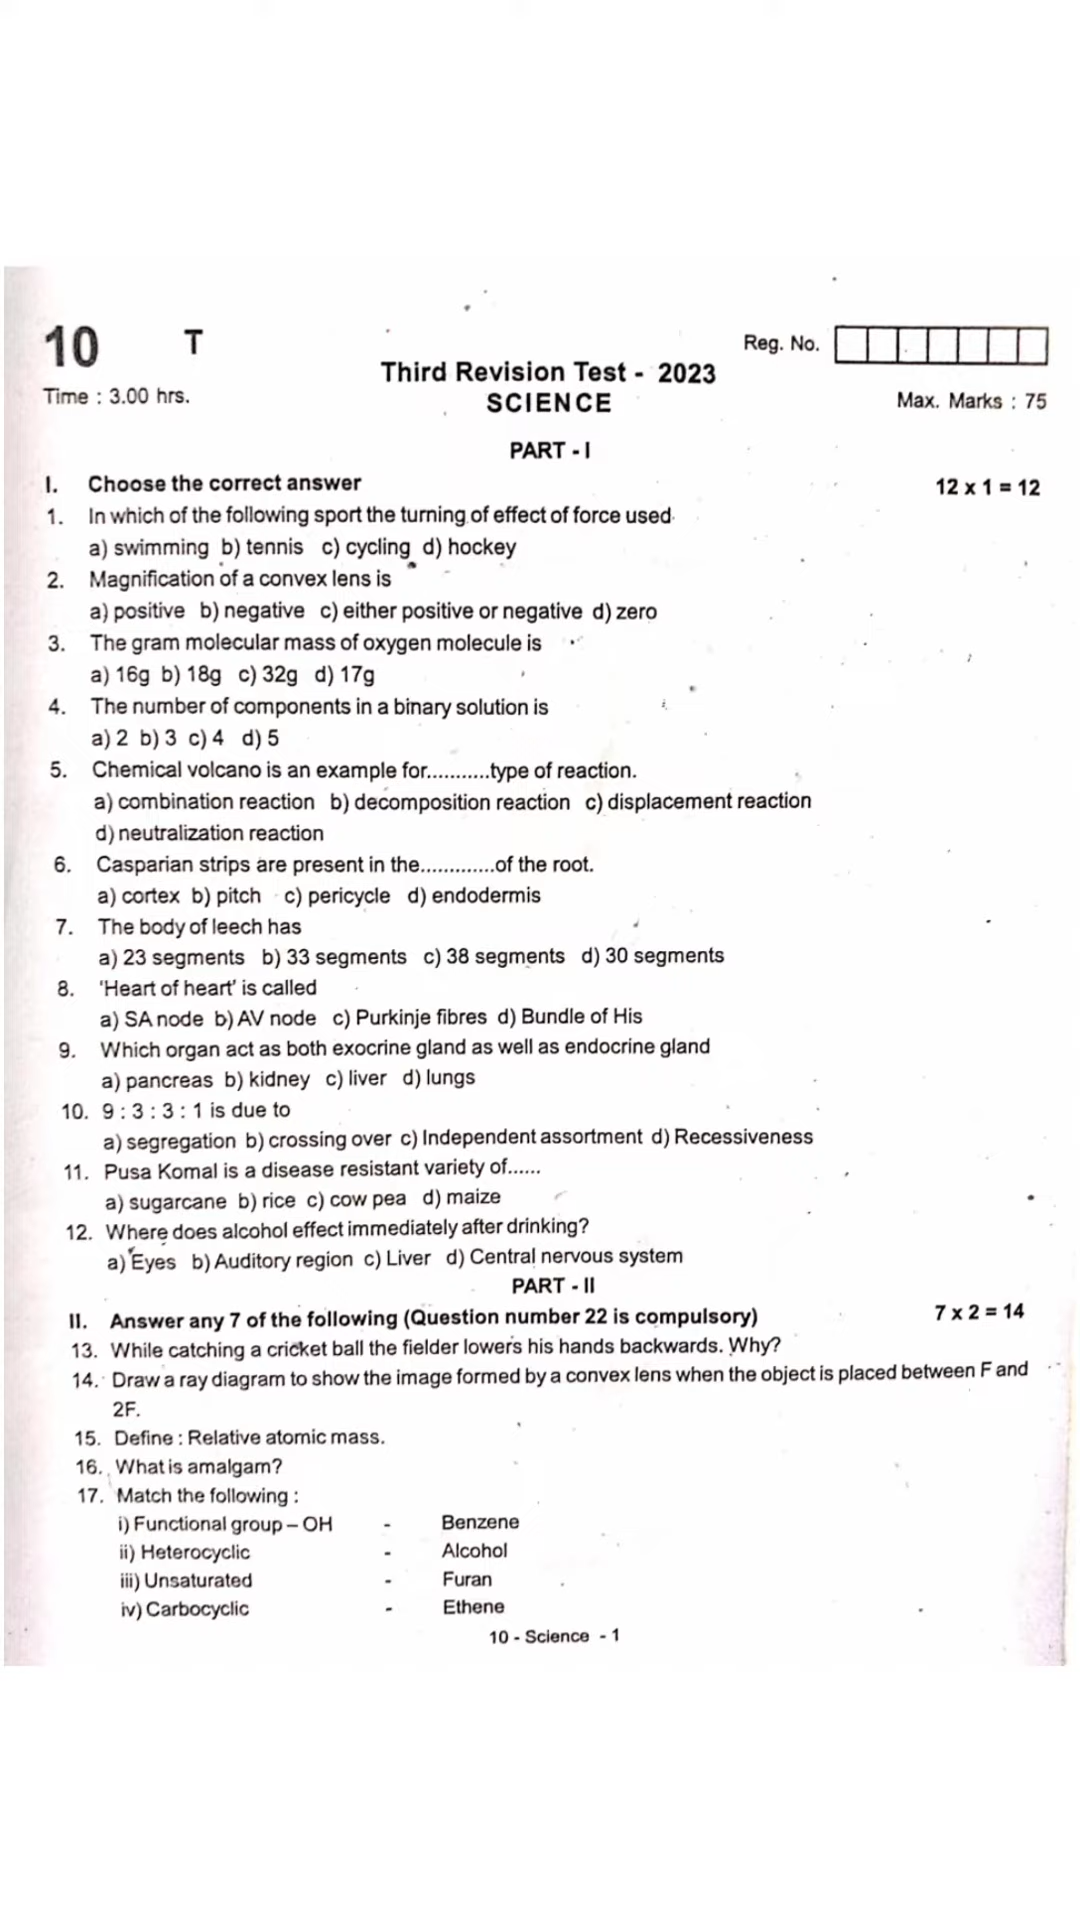 10 T Reg. No.
Third Revision Test - 2023
Time : 3.00 hrs. SCIENCE Max. Marks : 75
PART - I
I. Choose the correct answer 12 x 1 = 12
1. In which of the following sport the turning of effect of force used
a) swimming b) tennis c) cycling d) hockey
2. Magnification of a convex lens is
a) positive b) negative c) either positive or negative d) zero
3. The gram molecular mass of oxygen molecule is
a) 16g b) 18g c) 32g d) 17g
4. The number of components in a binary solution is
a) 2 b) 3 c) 4 d) 5
5. Chemical volcano is an example for...........type of reaction.
a) combination reaction b) decomposition reaction c) displacement reaction
d) neutralization reaction
6. Casparian strips are present in the.............of the root.
a) cortex b) pitch c) pericycle d) endodermis
7. The body of leech has
a) 23 segments b) 33 segments c) 38 segments d) 30 segments
8. 'Heart of heart' is called
a) SA node b) AV node c) Purkinje fibres d) Bundle of His
9. Which organ act as both exocrine gland as well as endocrine gland
a) pancreas b) kidney c) liver d) lungs
10. 9 : 3 : 3 : 1 is due to
a) segregation b) crossing over c) Independent assortment d) Recessiveness
11. Pusa Komal is a disease resistant variety of......
a) sugarcane b) rice c) cow pea d) maize
12. Where does alcohol effect immediately after drinking?
a) Eyes b) Auditory region c) Liver d) Central nervous system
PART - II
II. Answer any 7 of the following (Question number 22 is compulsory) 7 x 2 = 14
13. While catching a cricket ball the fielder lowers his hands backwards. Why?
14. Draw a ray diagram to show the image formed by a convex lens when the object is placed between F and
2F.
15. Define : Relative atomic mass.
16. What is amalgam?
17. Match the following :
i) Functional group – OH - Benzene
ii) Heterocyclic - Alcohol
iii) Unsaturated - Furan
iv) Carbocyclic - Ethene
10 - Science - 1